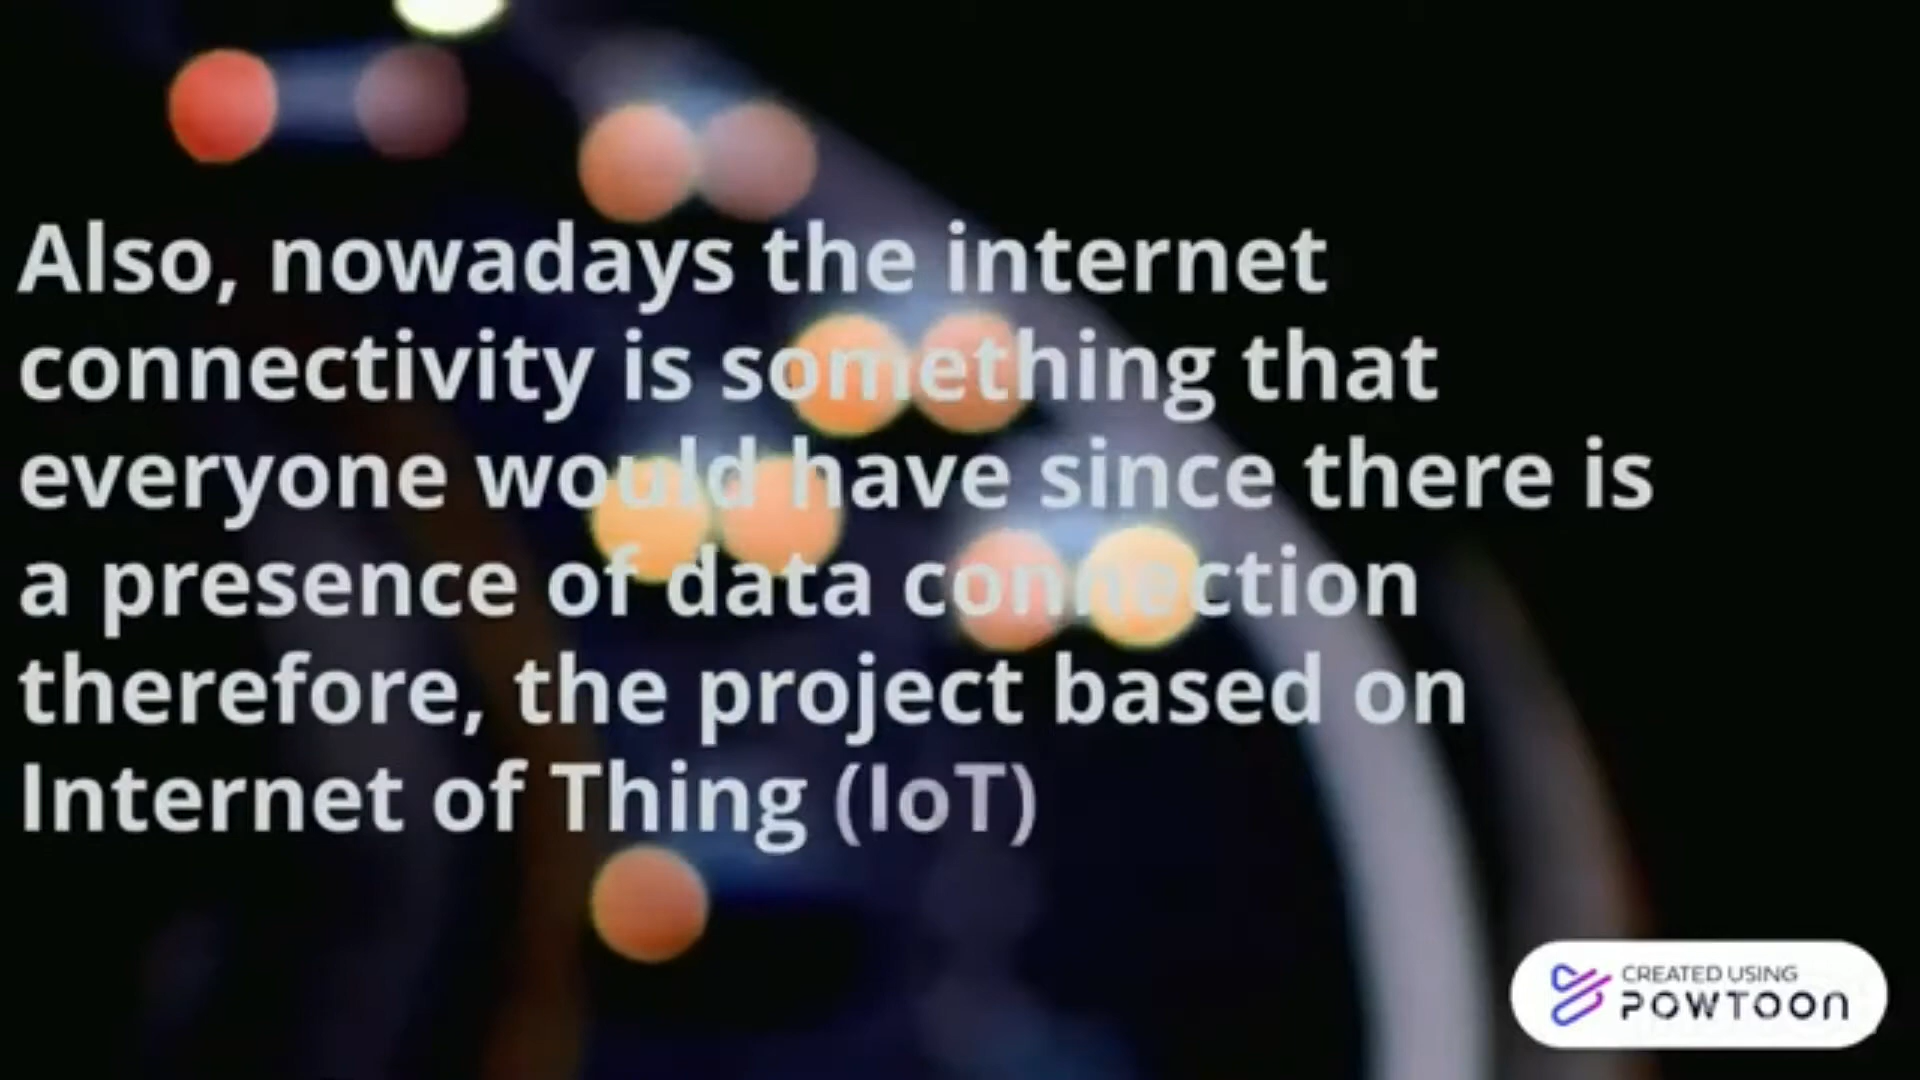 Also, nowadays the internet
connectivity is something that
everyone would have since there is
a presence of data connection
therefore, the project based on
Internet of Thing (IoT)
CREATED USING
POWTOON